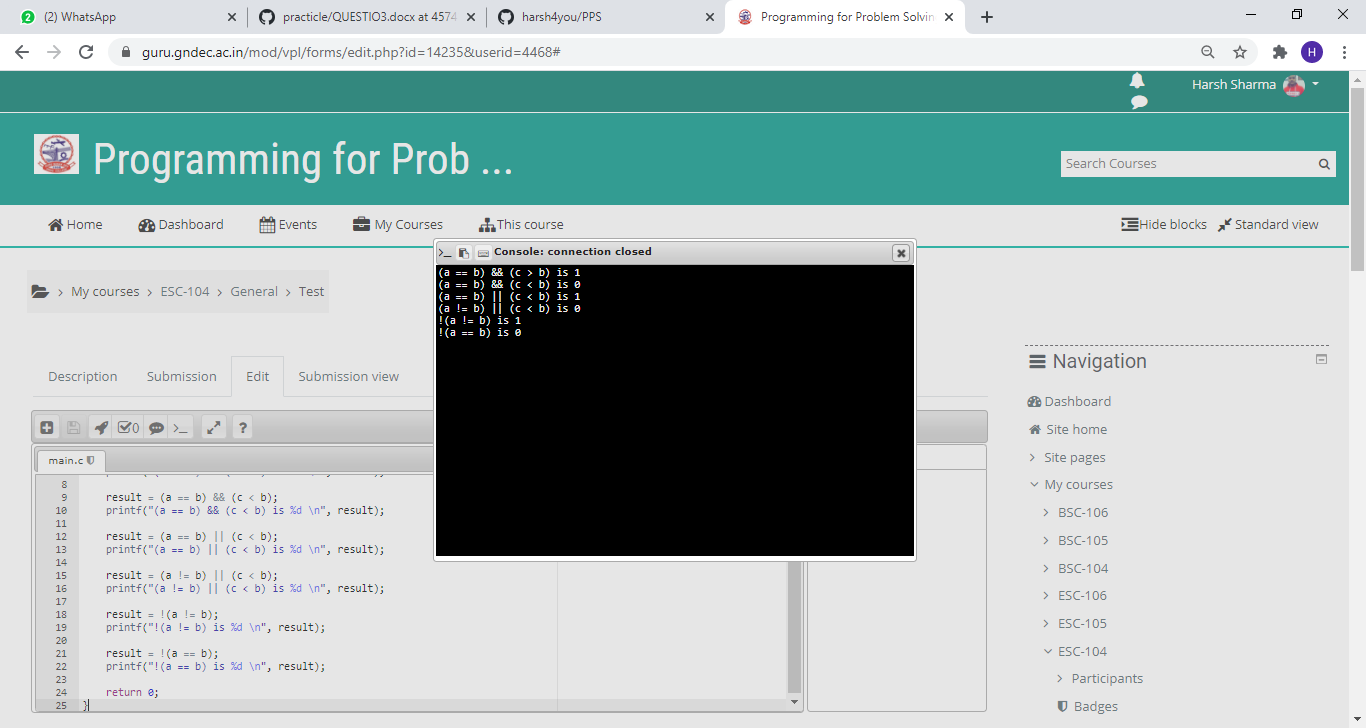 (2) WhatsApp
practicle/QUESTIO3.docx at 4574
harsh4you/PPS
Programming for Problem Solvin
guru.gndec.ac.in/mod/vpl/forms/edit.php?id=14235&userid=4468#
H
Harsh Sharma
Programming for Prob ...
Search Courses
Home
Dashboard
Events
My Courses
This course
Hide blocks
Standard view
My courses
ESC-104
General
Test
Description
Submission
Edit
Submission view
0
?
main.c
Console: connection closed
(a == b) && (c > b) is 1
(a == b) && (c < b) is 0
(a == b) || (c < b) is 1
(a != b) || (c < b) is 0
!(a != b) is 1
!(a == b) is 0
8
9 result = (a == b) && (c < b);
10 printf("(a == b) && (c < b) is %d \n", result);
11
12 result = (a == b) || (c < b);
13 printf("(a == b) || (c < b) is %d \n", result);
14
15 result = (a != b) || (c < b);
16 printf("(a != b) || (c < b) is %d \n", result);
17
18 result = !(a != b);
19 printf("!(a != b) is %d \n", result);
20
21 result = !(a == b);
22 printf("!(a == b) is %d \n", result);
23
24 return 0;
25 }
Navigation
Dashboard
Site home
Site pages
My courses
BSC-106
BSC-105
BSC-104
ESC-106
ESC-105
ESC-104
Participants
Badges